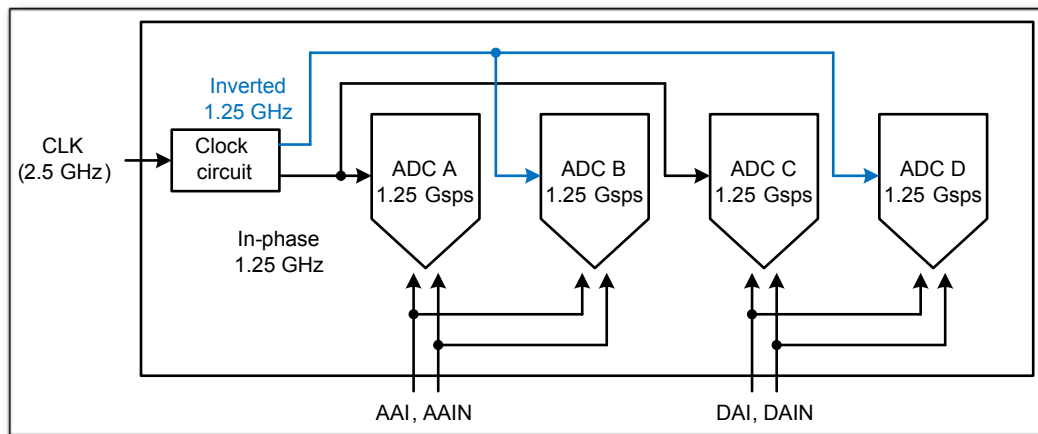 Inverted
1.25 GHz
CLK
(2.5 GHz)
Clock
circuit
In-phase
1.25 GHz
ADC A
1.25 Gsps
ADC B
1.25 Gsps
ADC C
1.25 Gsps
ADC D
1.25 Gsps
AAI, AAIN
DAI, DAIN